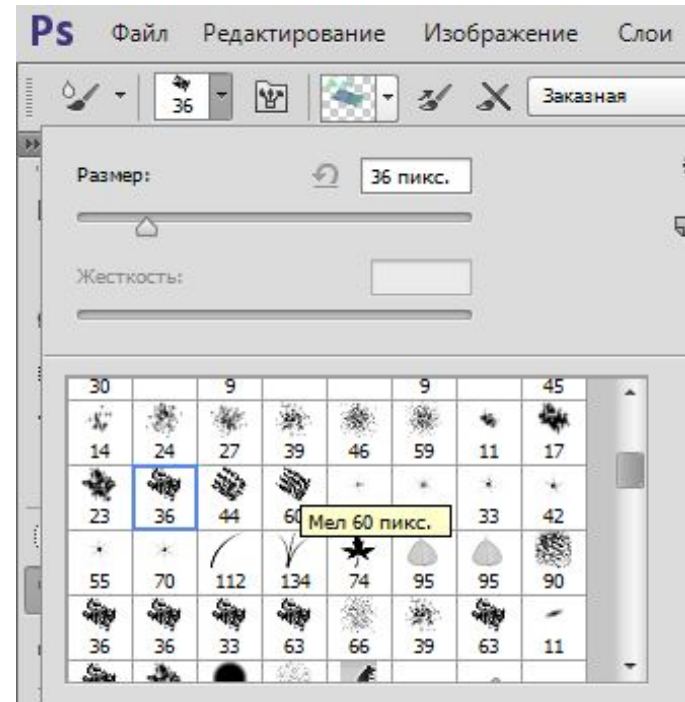 Ps Файл Редактирование Изображение Слои
36 Заказная
Размер: 36 пикс.
Жесткость:
30 9 9 45
14 24 27 39 46 59 11 17
23 36 44 60 33 42
Мел 60 пикс.
55 70 112 134 74 95 95 90
36 36 33 63 66 39 63 11